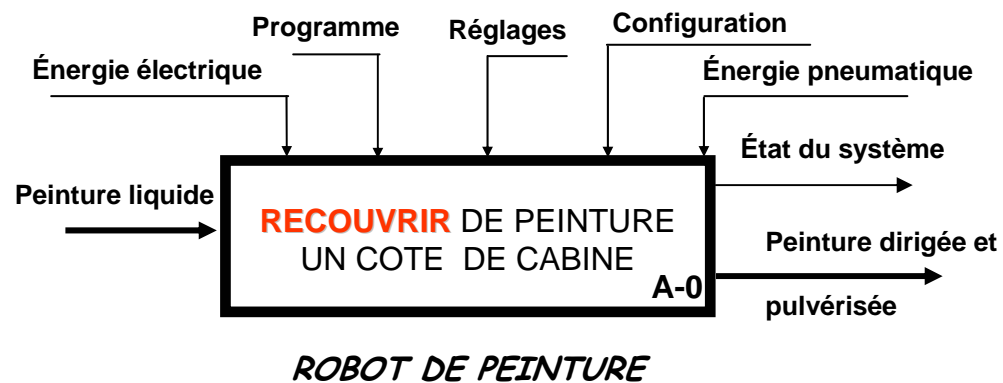 Programme
Réglages
Configuration
Énergie électrique
Énergie pneumatique
État du système
Peinture liquide
RECOUVRIR DE PEINTURE
UN COTE DE CABINE
A-0
Peinture dirigée et
pulvérisée
ROBOT DE PEINTURE